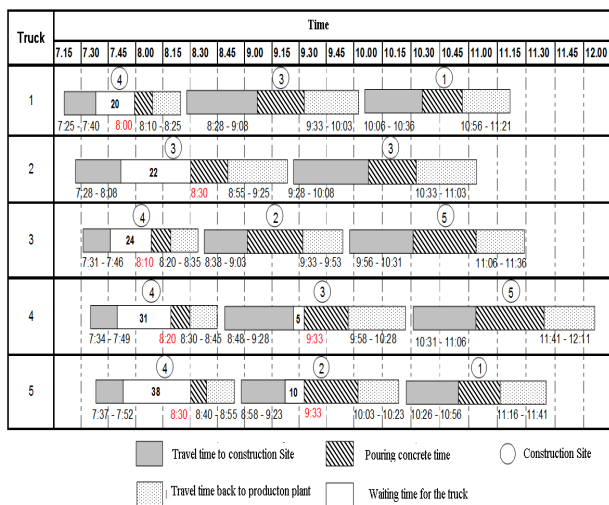 Truck
Time
7.15 7.30 7.45 8.00 8.15 8.30 8.45 9.00 9.15 9.30 9.45 10.00 10.15 10.30 10.45 11.00 11.15 11.30 11.45 12.00
4 3 1
1
20
7:25 - 7:40 8:00 8:10 - 8:25 8:28 - 9:08 9:33 - 10:03 10:06 - 10:36 10:56 - 11:21
3 3
2
22
7:28 - 8:08 8:30 8:55 - 9:25 9:28 - 10:08 10:33 - 11:03
4 2 5
3
24
7:31 - 7:46 8:10 8:20 - 8:35 8:38 - 9:03 9:33 - 9:53 9:56 - 10:31 11:06 - 11:36
4 3 5
4
31 5
7:34 - 7:49 8:20 8:30 - 8:45 8:48 - 9:28 9:33 9:58 - 10:28 10:31 - 11:06 11:41 - 12:11
4 2 1
5
38 10
7:37 - 7:52 8:30 8:40 - 8:55 8:58 - 9:23 9:33 10:03 - 10:23 10:26 - 10:56 11:16 - 11:41
Travel time to construction Site Pouring concrete time Construction Site
Travel time back to producton plant Waiting time for the truck